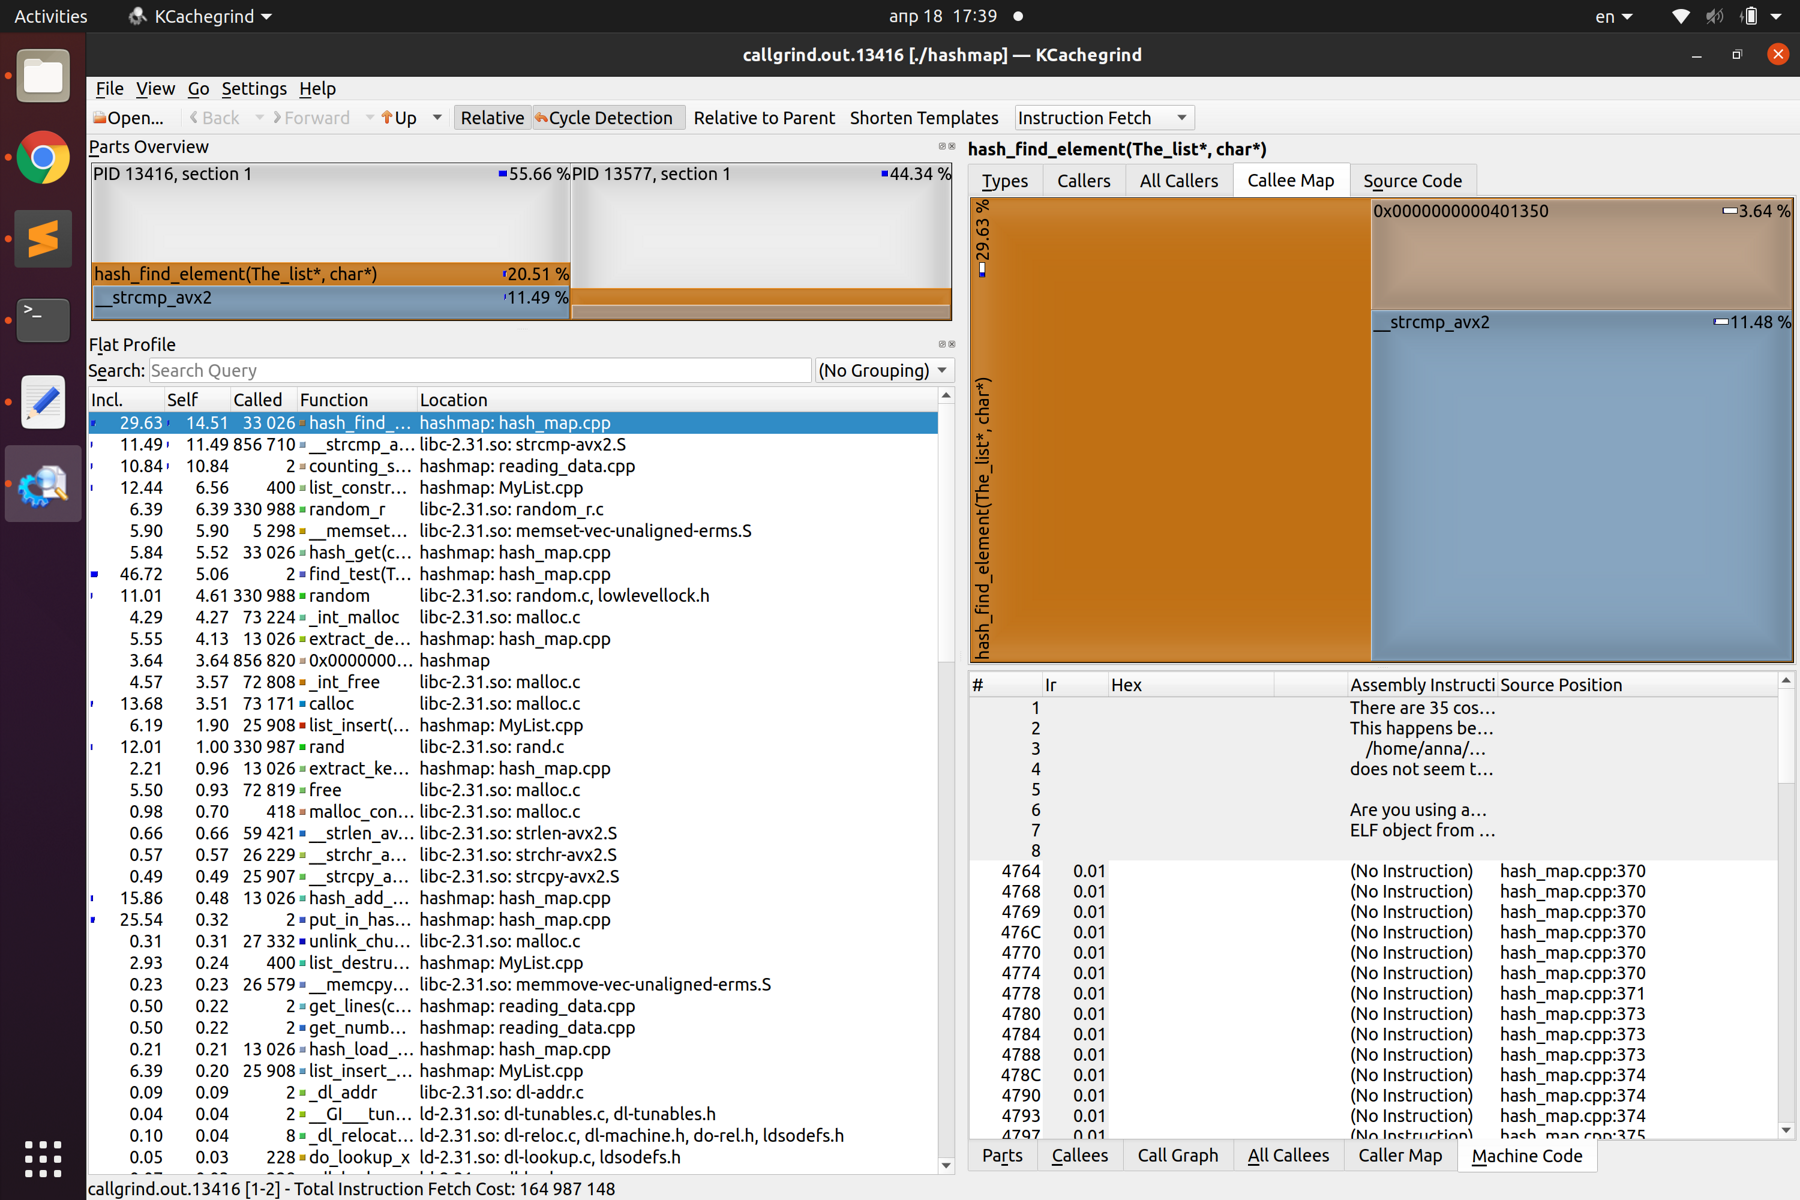 Activities KCachegrind апр 18 17:39 en
callgrind.out.13416 [./hashmap] — KCachegrind
File View Go Settings Help
Open... Back Forward Up Relative Cycle Detection Relative to Parent Shorten Templates Instruction Fetch
Parts Overview
PID 13416, section 1 55.66 % PID 13577, section 1 44.34 %
hash_find_element(The_list*, char*) 20.51 %
__strcmp_avx2 11.49 %
Flat Profile
Search: Search Query (No Grouping)
Incl. Self Called Function Location
29.63 14.51 33 026 hash_find_... hashmap: hash_map.cpp
11.49 11.49 856 710 __strcmp_a... libc-2.31.so: strcmp-avx2.S
10.84 10.84 2 counting_s... hashmap: reading_data.cpp
12.44 6.56 400 list_constr... hashmap: MyList.cpp
6.39 6.39 330 988 random_r libc-2.31.so: random_r.c
5.90 5.90 5 298 __memset... libc-2.31.so: memset-vec-unaligned-erms.S
5.84 5.52 33 026 hash_get(c... hashmap: hash_map.cpp
46.72 5.06 2 find_test(T... hashmap: hash_map.cpp
11.01 4.61 330 988 random libc-2.31.so: random.c, lowlevellock.h
4.29 4.27 73 224 _int_malloc libc-2.31.so: malloc.c
5.55 4.13 13 026 extract_de... hashmap: hash_map.cpp
3.64 3.64 856 820 0x0000000... hashmap
4.57 3.57 72 808 _int_free libc-2.31.so: malloc.c
13.68 3.51 73 171 calloc libc-2.31.so: malloc.c
6.19 1.90 25 908 list_insert(... hashmap: MyList.cpp
12.01 1.00 330 987 rand libc-2.31.so: rand.c
2.21 0.96 13 026 extract_ke... hashmap: hash_map.cpp
5.50 0.93 72 819 free libc-2.31.so: malloc.c
0.98 0.70 418 malloc_con... libc-2.31.so: malloc.c
0.66 0.66 59 421 __strlen_av... libc-2.31.so: strlen-avx2.S
0.57 0.57 26 229 __strchr_a... libc-2.31.so: strchr-avx2.S
0.49 0.49 25 907 __strcpy_a... libc-2.31.so: strcpy-avx2.S
15.86 0.48 13 026 hash_add_... hashmap: hash_map.cpp
25.54 0.32 2 put_in_has... hashmap: hash_map.cpp
0.31 0.31 27 332 unlink_chu... libc-2.31.so: malloc.c
2.93 0.24 400 list_destru... hashmap: MyList.cpp
0.23 0.23 26 579 __memcpy... libc-2.31.so: memmove-vec-unaligned-erms.S
0.50 0.22 2 get_lines(c... hashmap: reading_data.cpp
0.50 0.22 2 get_numb... hashmap: reading_data.cpp
0.21 0.21 13 026 hash_load_... hashmap: hash_map.cpp
6.39 0.20 25 908 list_insert_... hashmap: MyList.cpp
0.09 0.09 2 _dl_addr libc-2.31.so: dl-addr.c
0.04 0.04 2 __GI___tun... ld-2.31.so: dl-tunables.c, dl-tunables.h
0.10 0.04 8 _dl_relocat... ld-2.31.so: dl-reloc.c, dl-machine.h, do-rel.h, ldsodefs.h
0.05 0.03 228 do_lookup_x ld-2.31.so: dl-lookup.c, ldsodefs.h
hash_find_element(The_list*, char*)
Types Callers All Callers Callee Map Source Code
hash_find_element(The_list*, char*) 29.63 %
0x0000000000401350 3.64 %
__strcmp_avx2 11.48 %
# Ir Hex Assembly Instructi Source Position
1 There are 35 cos...
2 This happens be...
3 /home/anna/...
4 does not seem t...
5
6 Are you using a...
7 ELF object from ...
8
4764 0.01 (No Instruction) hash_map.cpp:370
4768 0.01 (No Instruction) hash_map.cpp:370
4769 0.01 (No Instruction) hash_map.cpp:370
476C 0.01 (No Instruction) hash_map.cpp:370
4770 0.01 (No Instruction) hash_map.cpp:370
4774 0.01 (No Instruction) hash_map.cpp:370
4778 0.01 (No Instruction) hash_map.cpp:371
4780 0.01 (No Instruction) hash_map.cpp:373
4784 0.01 (No Instruction) hash_map.cpp:373
4788 0.01 (No Instruction) hash_map.cpp:373
478C 0.01 (No Instruction) hash_map.cpp:374
4790 0.01 (No Instruction) hash_map.cpp:374
4793 0.01 (No Instruction) hash_map.cpp:374
4797 0.01 (No Instruction) hash_map.cpp:375
Parts Callees Call Graph All Callees Caller Map Machine Code
callgrind.out.13416 [1-2] - Total Instruction Fetch Cost: 164 987 148